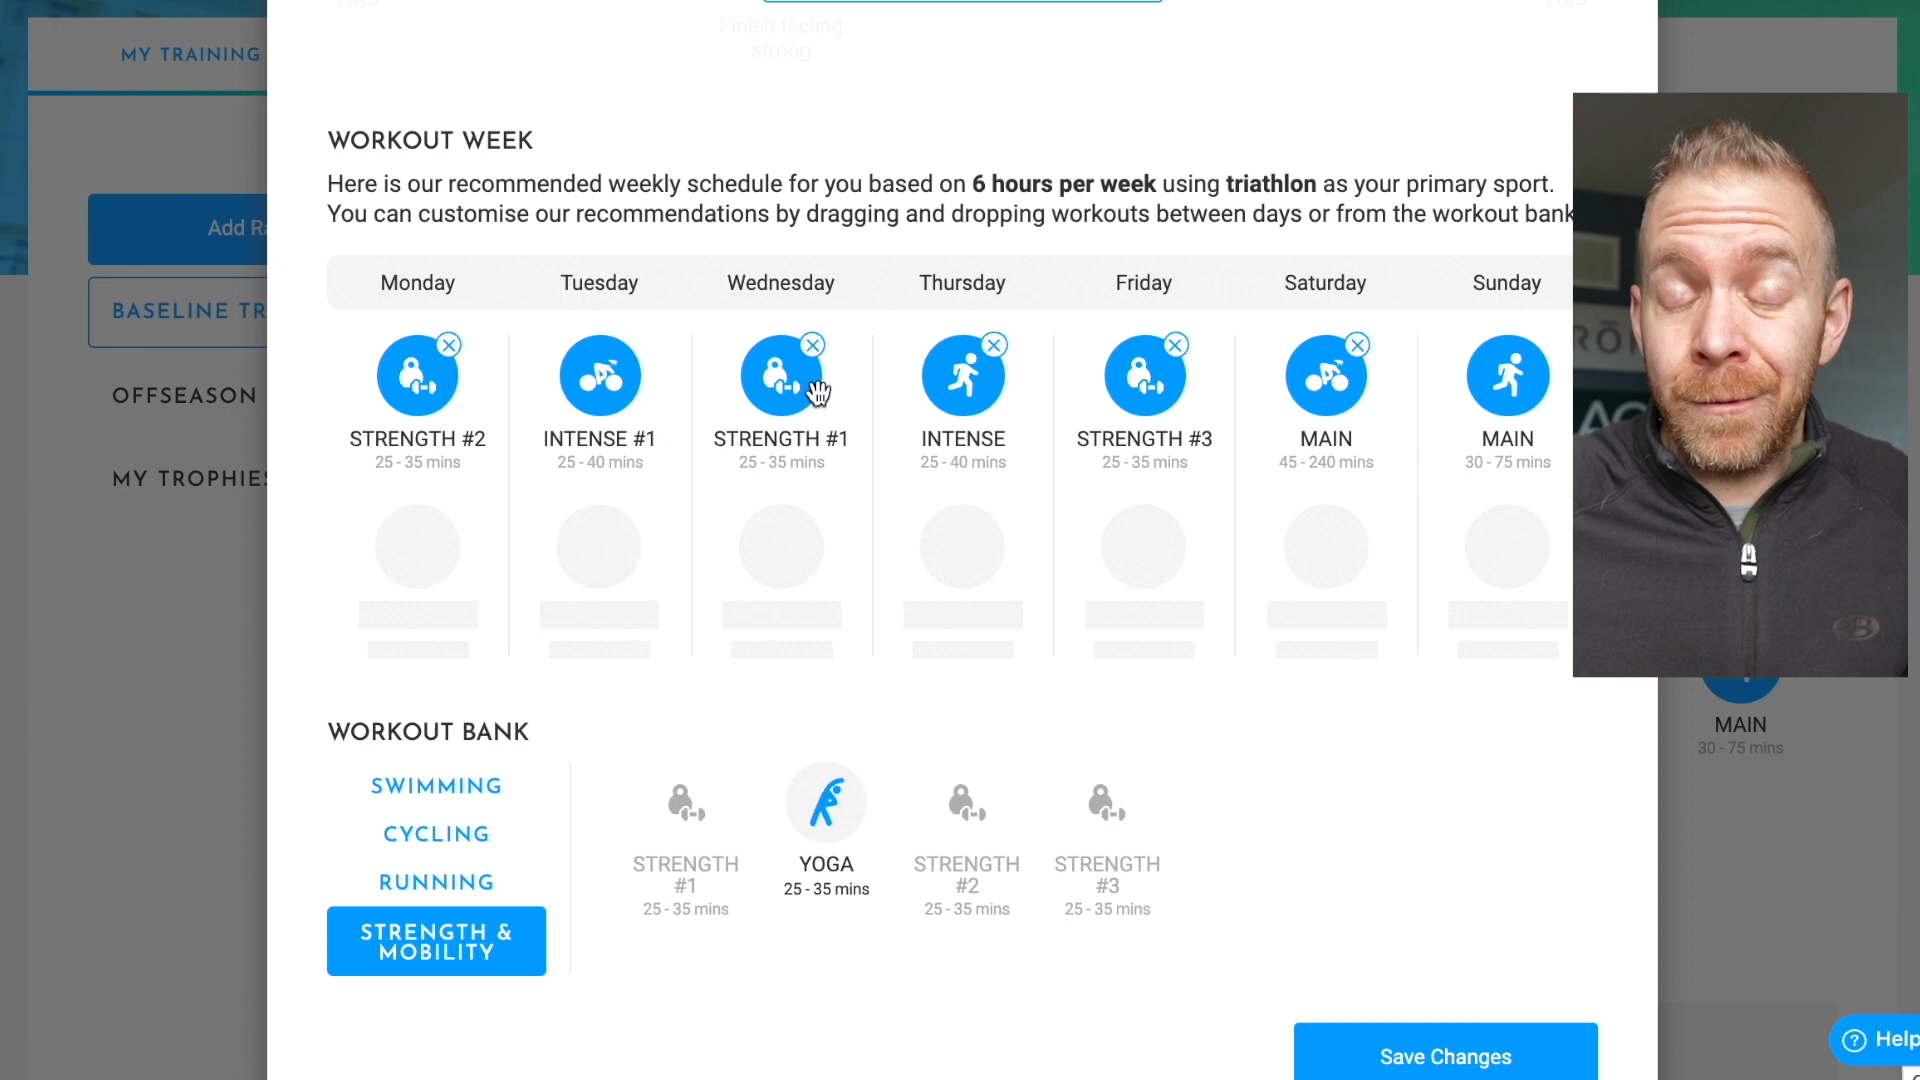 HRS
HRS
Finish feeling
strong
MY TRAINING
WORKOUT WEEK
Here is our recommended weekly schedule for you based on 6 hours per week using triathlon as your primary sport.
You can customise our recommendations by dragging and dropping workouts between days or from the workout bank
Add Ra
BASELINE TR
OFFSEASON
MY TROPHIES
Monday
Tuesday
Wednesday
Thursday
Friday
Saturday
Sunday
STRENGTH #2
25 - 35 mins
INTENSE #1
25 - 40 mins
STRENGTH #1
25 - 35 mins
INTENSE
25 - 40 mins
STRENGTH #3
25 - 35 mins
MAIN
45 - 240 mins
MAIN
30 - 75 mins
MAIN
30 - 75 mins
WORKOUT BANK
SWIMMING
CYCLING
RUNNING
STRENGTH &
MOBILITY
STRENGTH
#1
25 - 35 mins
YOGA
25 - 35 mins
STRENGTH
#2
25 - 35 mins
STRENGTH
#3
25 - 35 mins
Save Changes
? Help